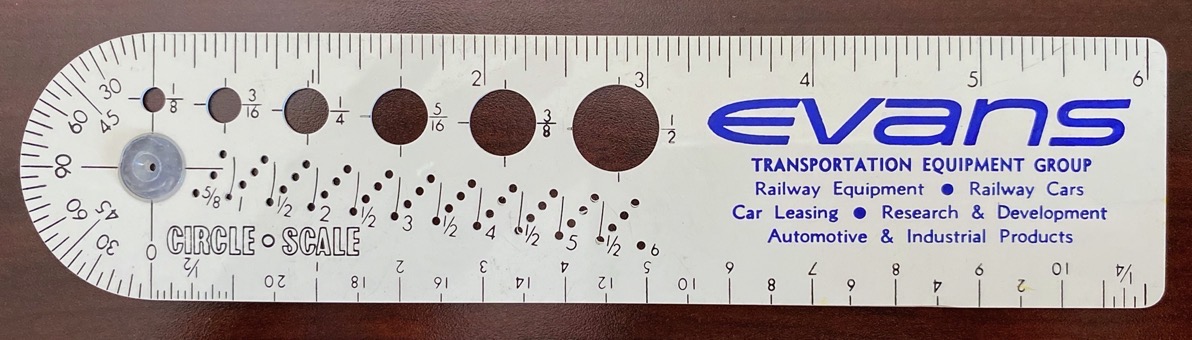 1 2 3 4 5 6
30 1/8 3/16 1/4 5/16 3/8 1/2
60 45
evans
90
TRANSPORTATION EQUIPMENT GROUP
Railway Equipment ● Railway Cars
5/8 1 1/2 2 1/2 3 1/2 4 1/2 5 1/2 6
60 45
Car Leasing ● Research & Development
30 0 CIRCLE SCALE
Automotive & Industrial Products
1/2 20 2 16 3 14 4 12 5 10 6 8 7 6 8 4 9 2 10 1/4